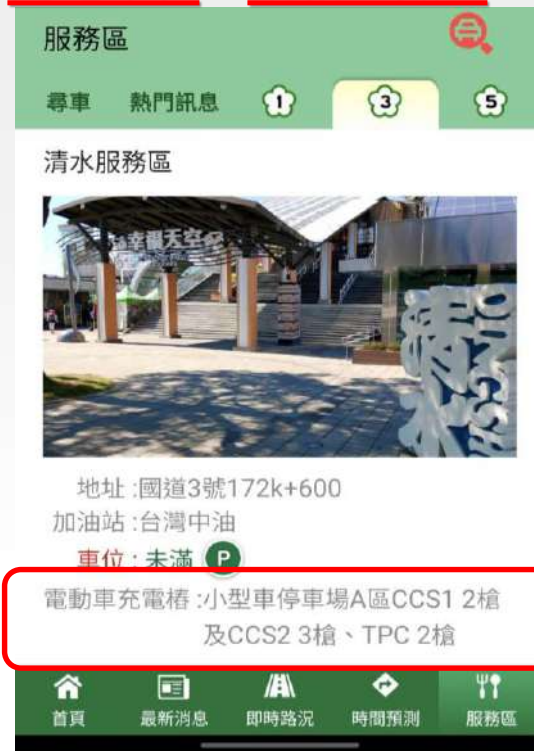 服務區
尋車 熱門訊息 1 3 5
清水服務區
幸福天空
地址 :國道3號172k+600
加油站 :台灣中油
車位 : 未滿 P
電動車充電樁 :小型車停車場A區CCS1 2槍
及CCS2 3槍、TPC 2槍
首頁 最新消息 即時路況 時間預測 服務區